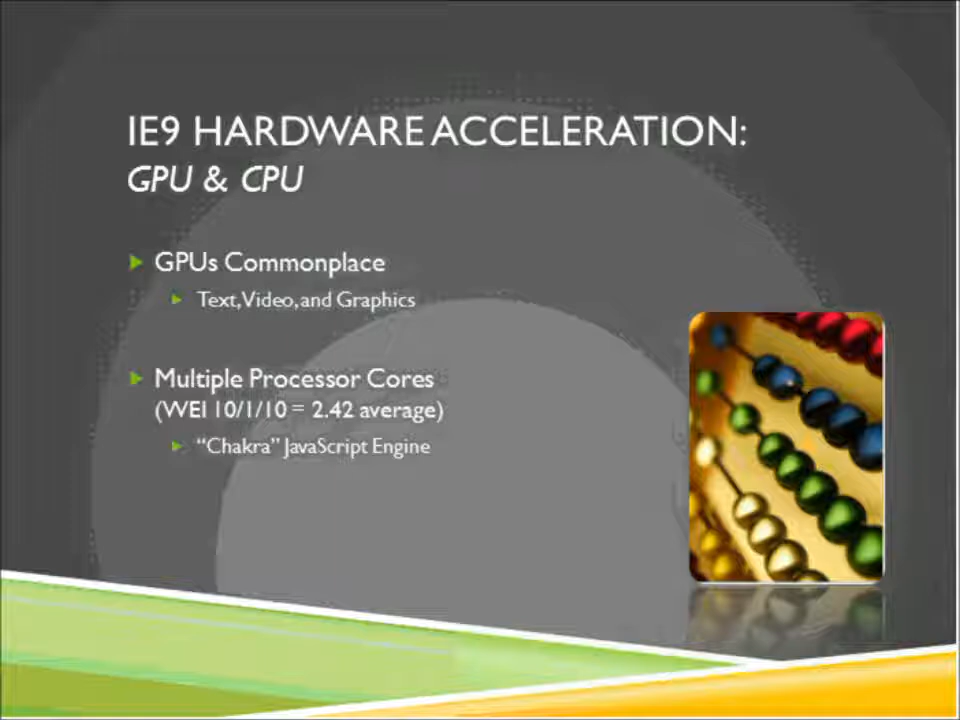 IE9 HARDWARE ACCELERATION:
GPU & CPU
GPUs Commonplace
Text, Video, and Graphics
Multiple Processor Cores
(WEI 10/1/10 = 2.42 average)
“Chakra” JavaScript Engine